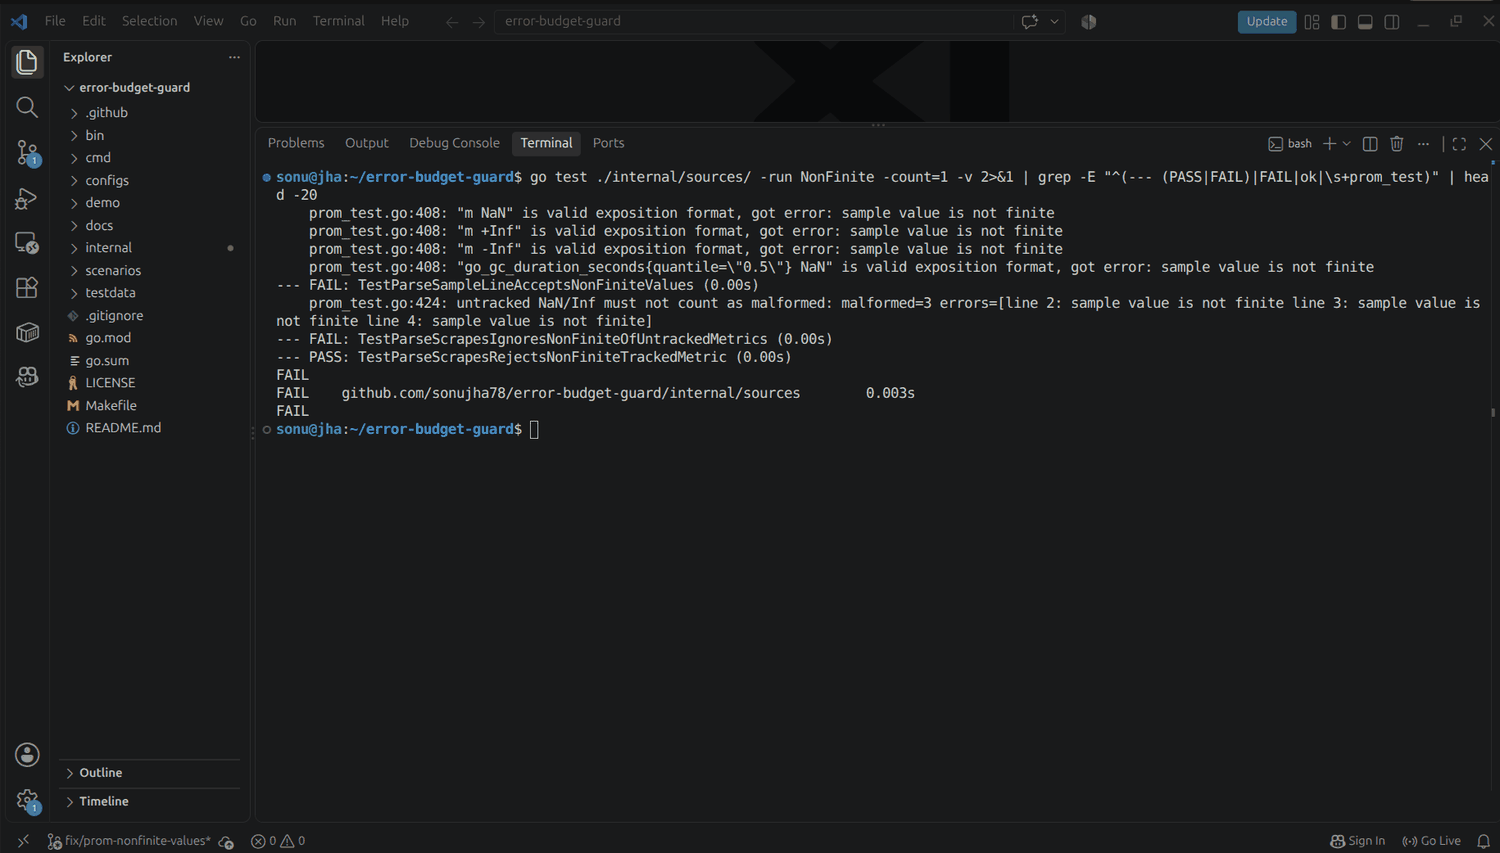 File Edit Selection View Go Run Terminal Help
error-budget-guard
Update
Explorer
error-budget-guard
.github
bin
cmd
configs
demo
docs
internal
scenarios
testdata
.gitignore
go.mod
go.sum
LICENSE
Makefile
README.md
Outline
Timeline
1
1
Problems Output Debug Console Terminal Ports
bash
sonu@jha:~/error-budget-guard$ go test ./internal/sources/ -run NonFinite -count=1 -v 2>&1 | grep -E "^(--- (PASS|FAIL)|FAIL|ok|\s+prom_test)" | hea
d -20
prom_test.go:408: "m NaN" is valid exposition format, got error: sample value is not finite
prom_test.go:408: "m +Inf" is valid exposition format, got error: sample value is not finite
prom_test.go:408: "m -Inf" is valid exposition format, got error: sample value is not finite
prom_test.go:408: "go_gc_duration_seconds{quantile=\"0.5\"} NaN" is valid exposition format, got error: sample value is not finite
--- FAIL: TestParseSampleLineAcceptsNonFiniteValues (0.00s)
prom_test.go:424: untracked NaN/Inf must not count as malformed: malformed=3 errors=[line 2: sample value is not finite line 3: sample value is
not finite line 4: sample value is not finite]
--- FAIL: TestParseScrapesIgnoresNonFiniteOfUntrackedMetrics (0.00s)
--- PASS: TestParseScrapesRejectsNonFiniteTrackedMetric (0.00s)
FAIL
FAIL github.com/sonujha78/error-budget-guard/internal/sources 0.003s
FAIL
sonu@jha:~/error-budget-guard$
fix/prom-nonfinite-values* 0 0
Sign In Go Live